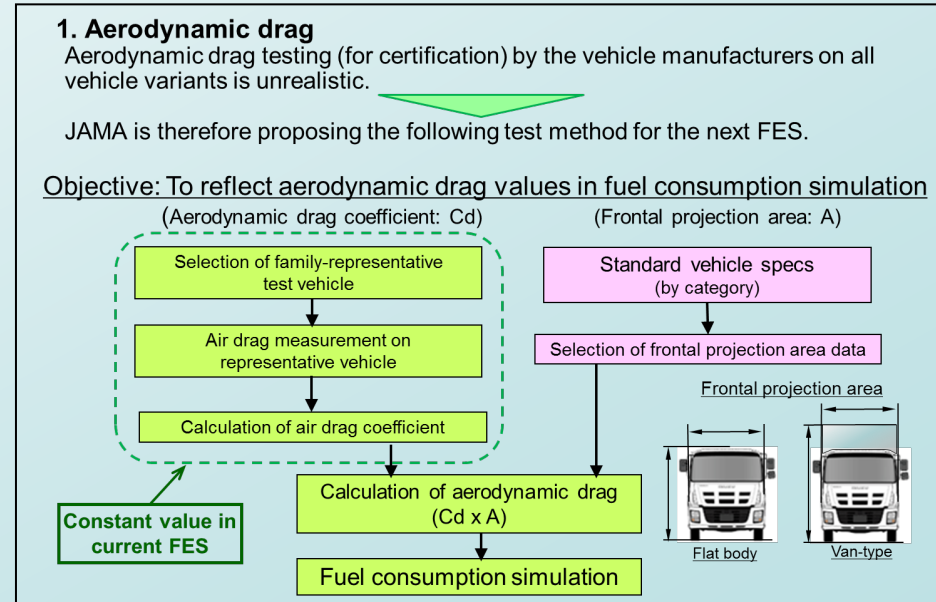 1. Aerodynamic drag
Aerodynamic drag testing (for certification) by the vehicle manufacturers on all
vehicle variants is unrealistic.
JAMA is therefore proposing the following test method for the next FES.
Objective: To reflect aerodynamic drag values in fuel consumption simulation
(Aerodynamic drag coefficient: Cd)
(Frontal projection area: A)
Selection of family-representative
test vehicle
Air drag measurement on
representative vehicle
Calculation of air drag coefficient
Constant value in
current FES
Standard vehicle specs
(by category)
Selection of frontal projection area data
Frontal projection area
Flat body
Van-type
Calculation of aerodynamic drag
(Cd x A)
Fuel consumption simulation